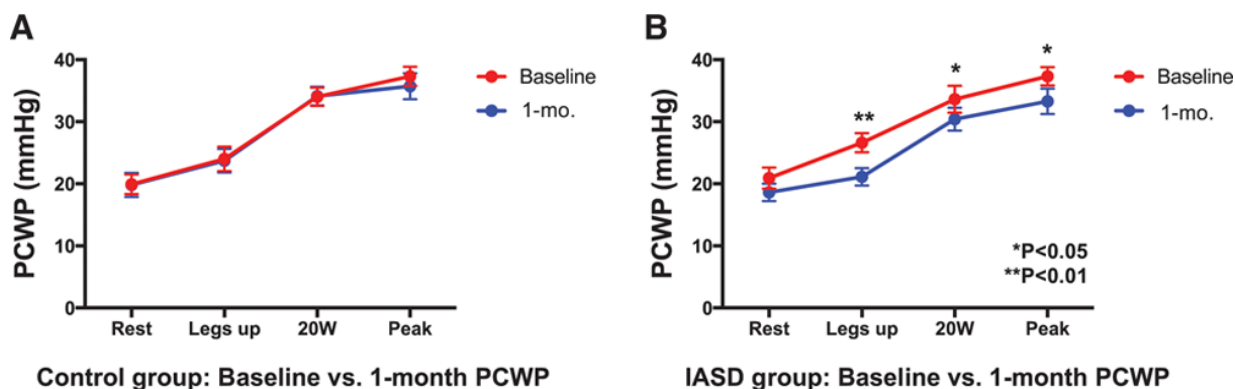 A
PCWP (mmHg)
40
30
20
10
0
Rest Legs up 20W Peak
Baseline
1-mo.
Control group: Baseline vs. 1-month PCWP
B
PCWP (mmHg)
40
30
20
10
0
Rest Legs up 20W Peak
**
*
*
Baseline
1-mo.
*P<0.05
**P<0.01
IASD group: Baseline vs. 1-month PCWP